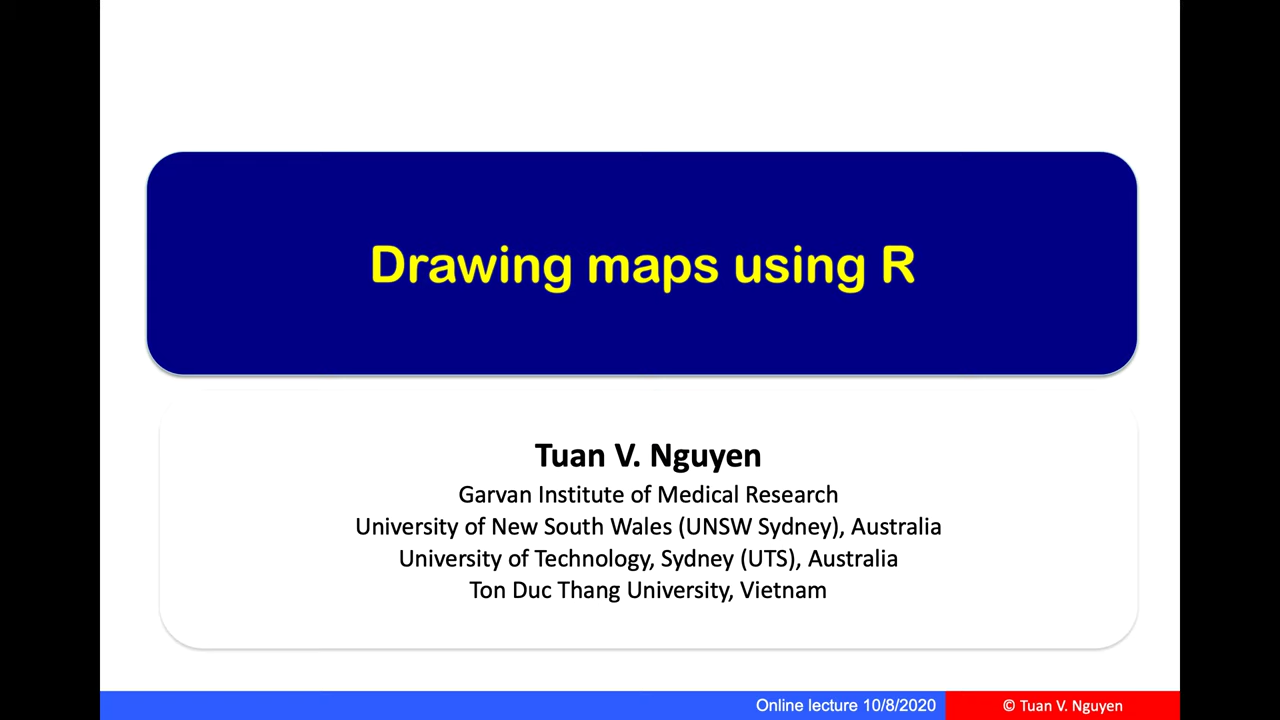 Drawing maps using R
Tuan V. Nguyen
Garvan Institute of Medical Research
University of New South Wales (UNSW Sydney), Australia
University of Technology, Sydney (UTS), Australia
Ton Duc Thang University, Vietnam
Online lecture 10/8/2020
© Tuan V. Nguyen